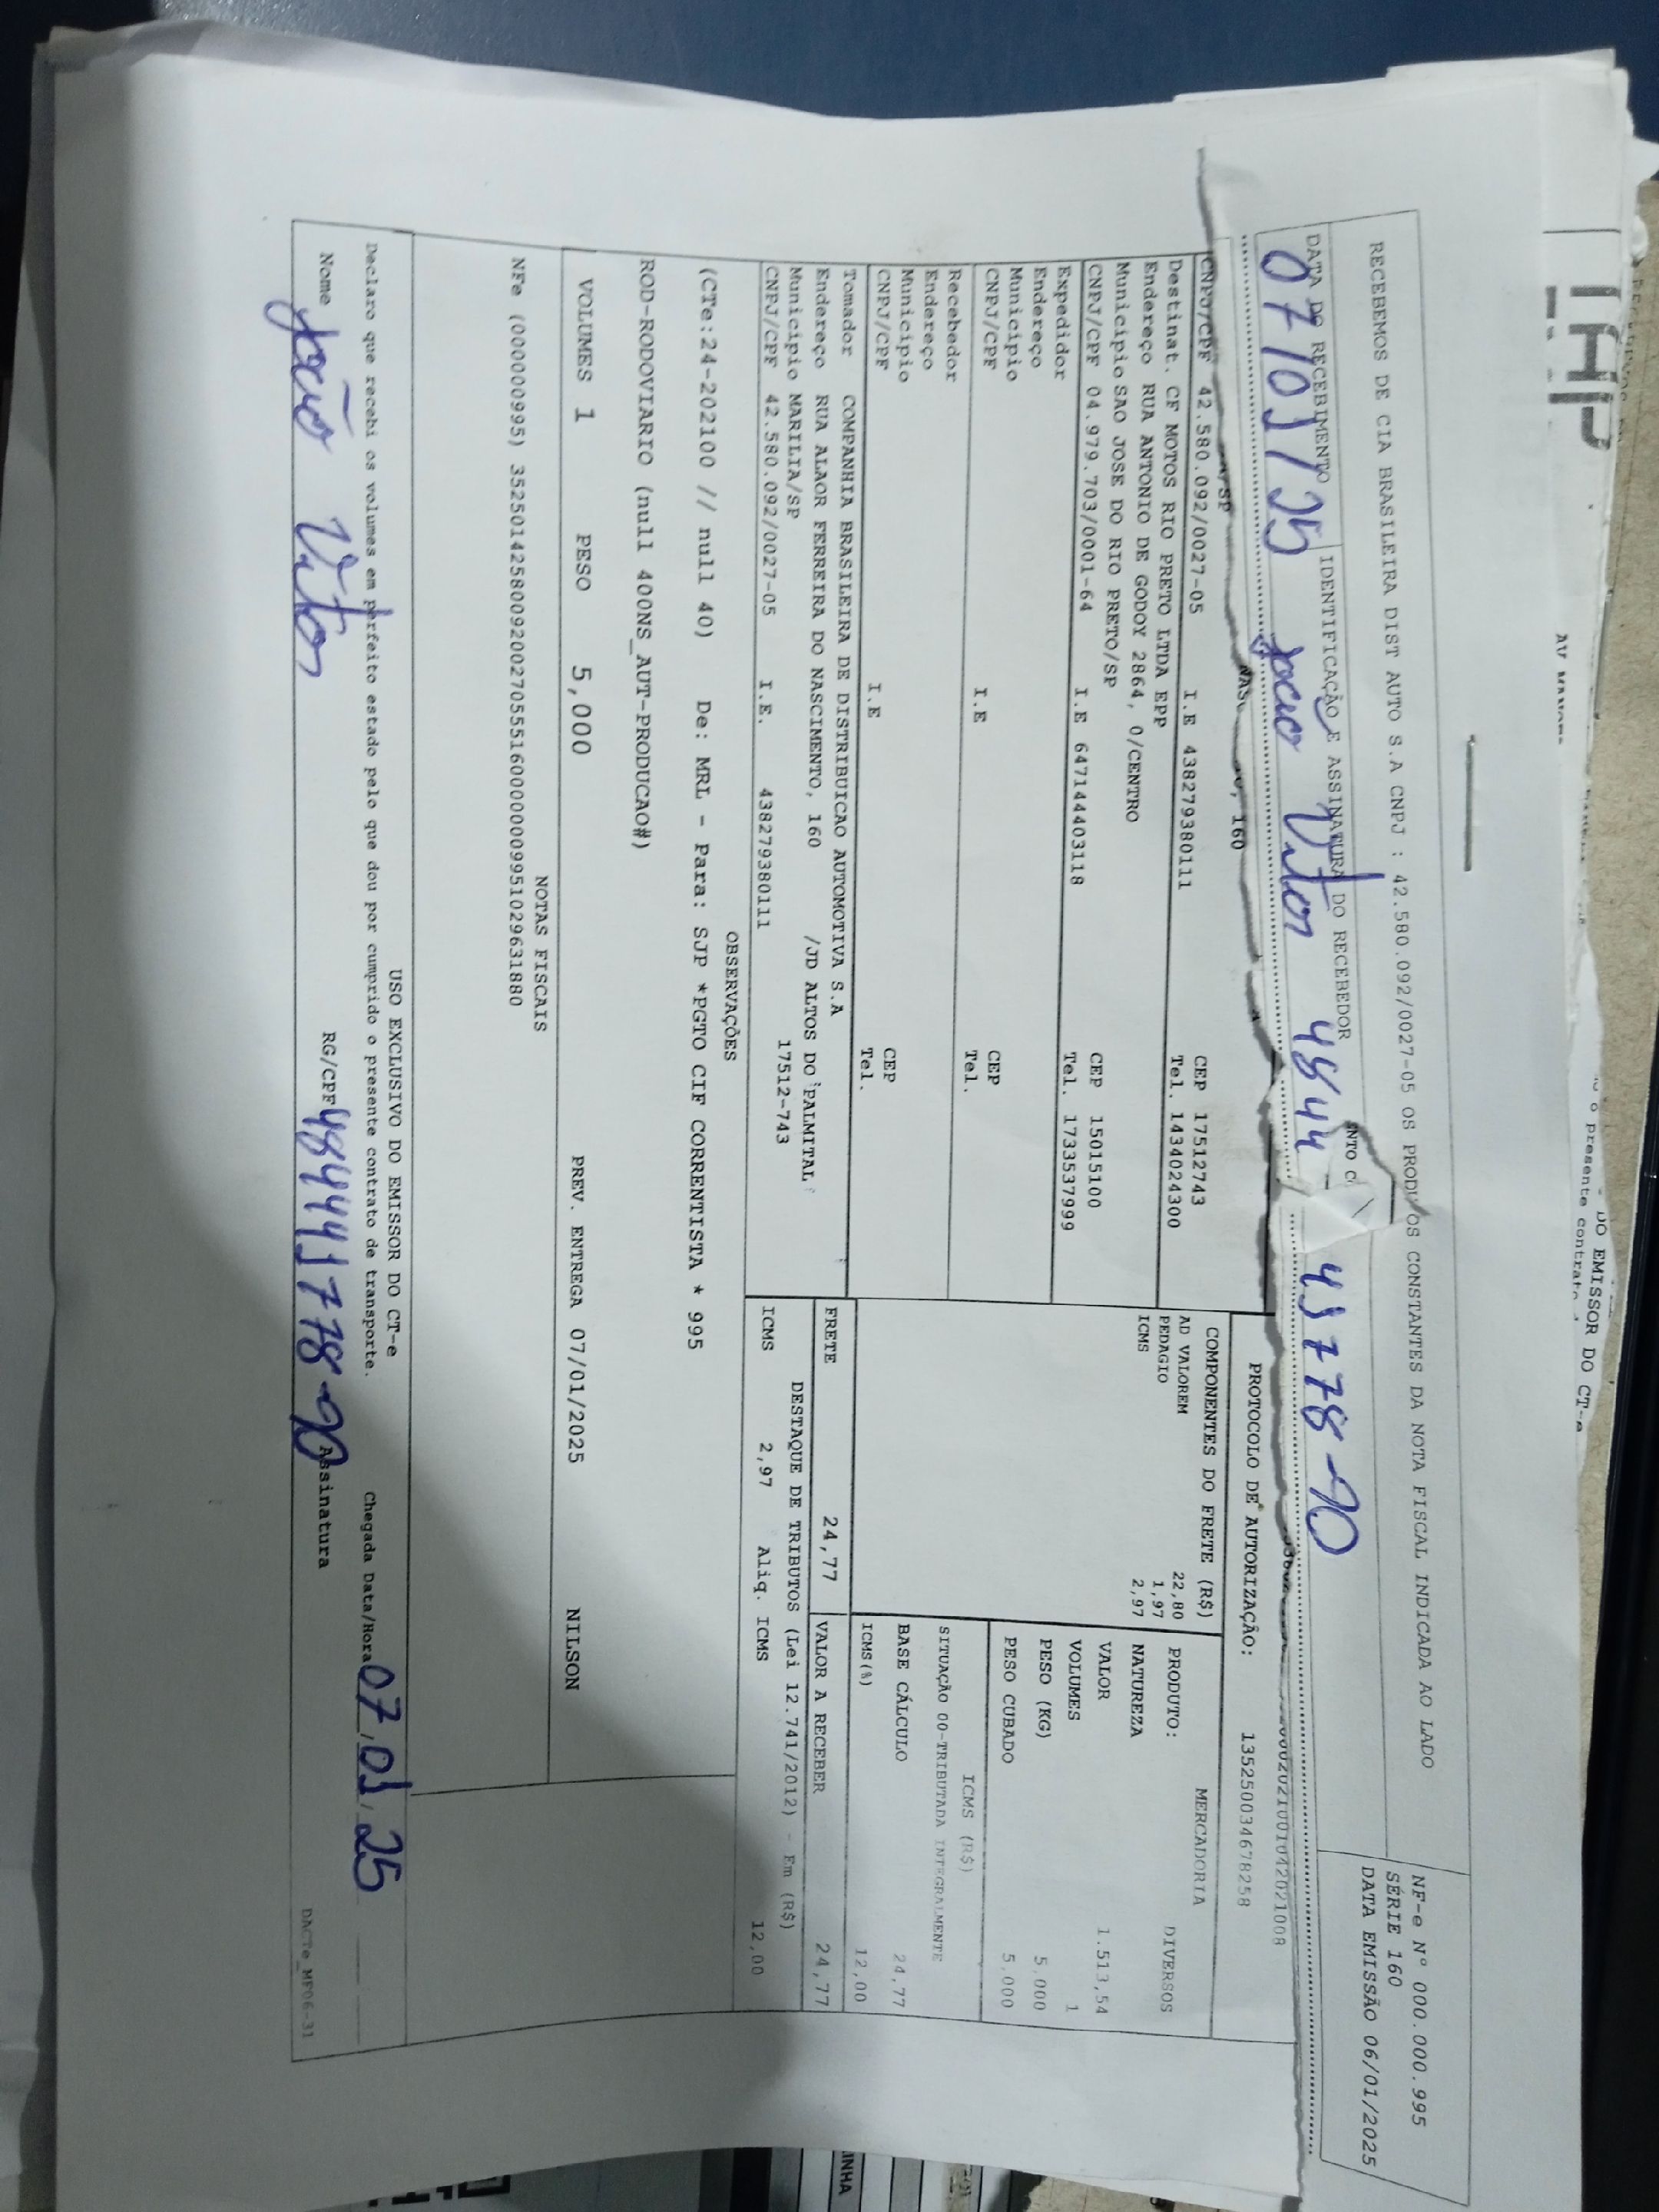 RECEBEMOS DE CIA BRASILEIRA DIST AUTO S.A CNPJ : 42.580.092/0027-05 OS PRODUTOS CONSTANTES DA NOTA FISCAL INDICADA AO LADO
NF-e Nº 000.000.995
SÉRIE 160
DATA EMISSÃO 06/01/2025
DATA DO RECEBIMENTO
IDENTIFICAÇÃO E ASSINATURA DO RECEBEDOR
07/01/25 João Vitor 4844 4J778-90
160
PROTOCOLO DE AUTORIZAÇÃO: 135250034678258
CNPJ/CPF 42.580.092/0027-05 I.E 438279380111 CEP 17512743
Tel. 1434024300
Destinat. CF MOTOS RIO PRETO LTDA EPP
Endereço RUA ANTONIO DE GODOY 2864, 0/CENTRO
Município SAO JOSE DO RIO PRETO/SP CEP 15015100
CNPJ/CPF 04.979.703/0001-64 I.E 647144403118 Tel. 1733537999
Expedidor
Endereço
Município CEP
CNPJ/CPF I.E Tel.
Recebedor
Endereço
Município CEP
CNPJ/CPF I.E Tel.
Tomador COMPANHIA BRASILEIRA DE DISTRIBUICAO AUTOMOTIVA S.A
Endereço RUA ALAOR FERREIRA DO NASCIMENTO, 160 /JD ALTOS DO PALMITAL
Município MARILIA/SP 17512-743
CNPJ/CPF 42.580.092/0027-05 I.E. 438279380111
COMPONENTES DO FRETE (R$)
AD VALOREM 22,80
PEDAGIO 1,97
ICMS 2,97
MERCADORIA
PRODUTO: DIVERSOS
NATUREZA
VALOR 1.513,54
VOLUMES 1
PESO (KG) 5.000
PESO CUBADO 5.000
ICMS (R$)
SITUAÇÃO 00-TRIBUTADA INTEGRALMENTE
BASE CÁLCULO 24,77
ICMS(%) 12,00
FRETE 24,77 VALOR A RECEBER 24,77
DESTAQUE DE TRIBUTOS (Lei 12.741/2012) - Em (R$)
ICMS 2,97 Aliq. ICMS 12,00
OBSERVAÇÕES
(CTe:24-202100 // null 40) De: MRL - Para: SJP *PGTO CIF CORRENTISTA * 995
ROD-RODOVIARIO (null 400NS_AUT-PRODUCAO#)
VOLUMES 1 PESO 5,000 PREV. ENTREGA 07/01/2025 NILSON
NOTAS FISCAIS
NFe (000000995) 35250142580092002705516000000099510296318​80
USO EXCLUSIVO DO EMISSOR DO CT-e
Declaro que recebi os volumes em perfeito estado pelo que dou por cumprido o presente contrato de transporte. Chegada Data/Hora 07/01/25
Nome João Vitor RG/CPF 484444J778-90 Assinatura
DACTe_MF06-31